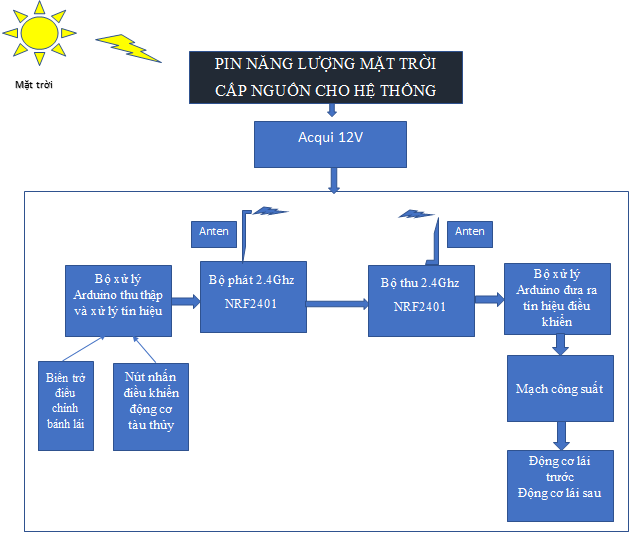 Mặt trời
PIN NĂNG LƯỢNG MẶT TRỜI
CẤP NGUỒN CHO HỆ THỐNG
Acqui 12V
Anten
Anten
Bộ xử lý
Arduino thu thập
và xử lý tín hiệu
Bộ phát 2.4Ghz
NRF2401
Bộ thu 2.4Ghz
NRF2401
Bộ xử lý
Arduino đưa ra
tín hiệu điều
khiển
Biến trở
điều
chỉnh
bánh lái
Nút nhấn
điều khiển
động cơ
tàu thủy
Mạch công suất
Động cơ lái
trước
Động cơ lái sau